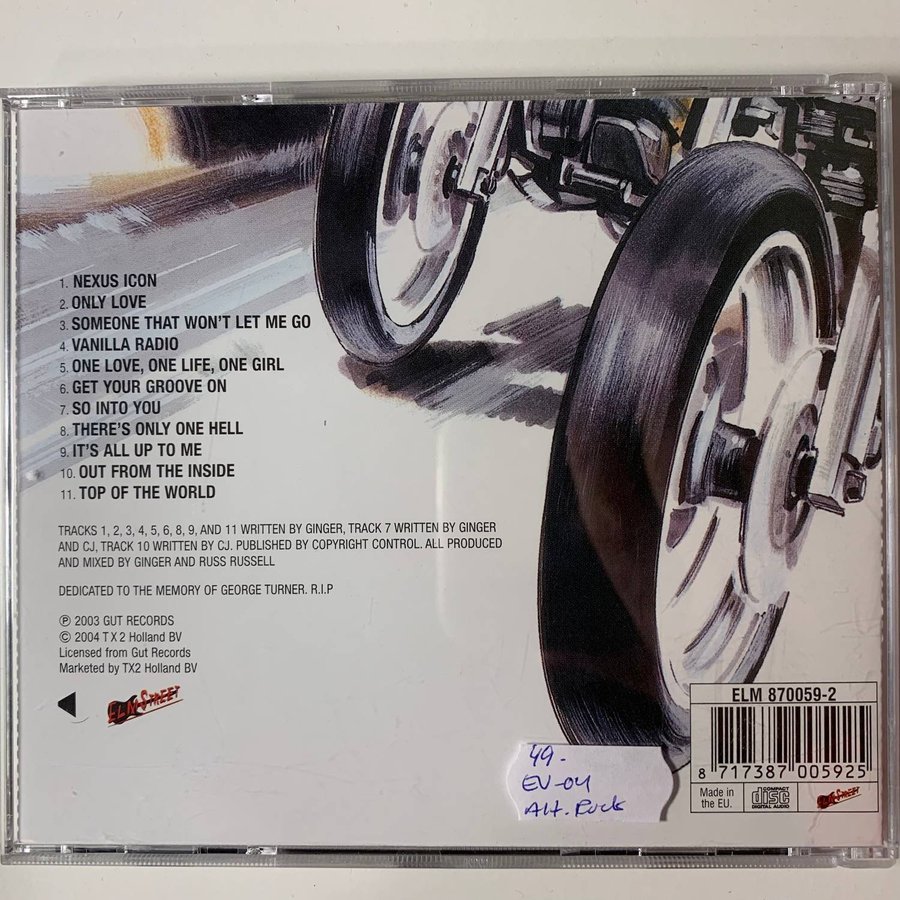 1. NEXUS ICON
2. ONLY LOVE
3. SOMEONE THAT WON'T LET ME GO
4. VANILLA RADIO
5. ONE LOVE, ONE LIFE, ONE GIRL
6. GET YOUR GROOVE ON
7. SO INTO YOU
8. THERE'S ONLY ONE HELL
9. IT'S ALL UP TO ME
10. OUT FROM THE INSIDE
11. TOP OF THE WORLD
TRACKS 1, 2, 3, 4, 5, 6, 8, 9, AND 11 WRITTEN BY GINGER, TRACK 7 WRITTEN BY GINGER
AND CJ, TRACK 10 WRITTEN BY CJ. PUBLISHED BY COPYRIGHT CONTROL. ALL PRODUCED
AND MIXED BY GINGER AND RUSS RUSSELL
DEDICATED TO THE MEMORY OF GEORGE TURNER. R.I.P
℗ 2003 GUT RECORDS
© 2004 T X 2 Holland BV
Licensed from Gut Records
Marketed by TX2 Holland BV
ELM STREET
49-
EV-04
Alt. Rock
ELM 870059-2
8 717387 005925
Made in
the EU.
COMPACT
disc
DIGITAL AUDIO
ELM STREET